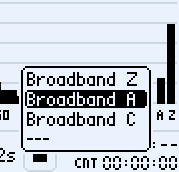 A Z
Broadband Z
Broadband A
Broadband C
---
: --
2s
CNT 00:00:00